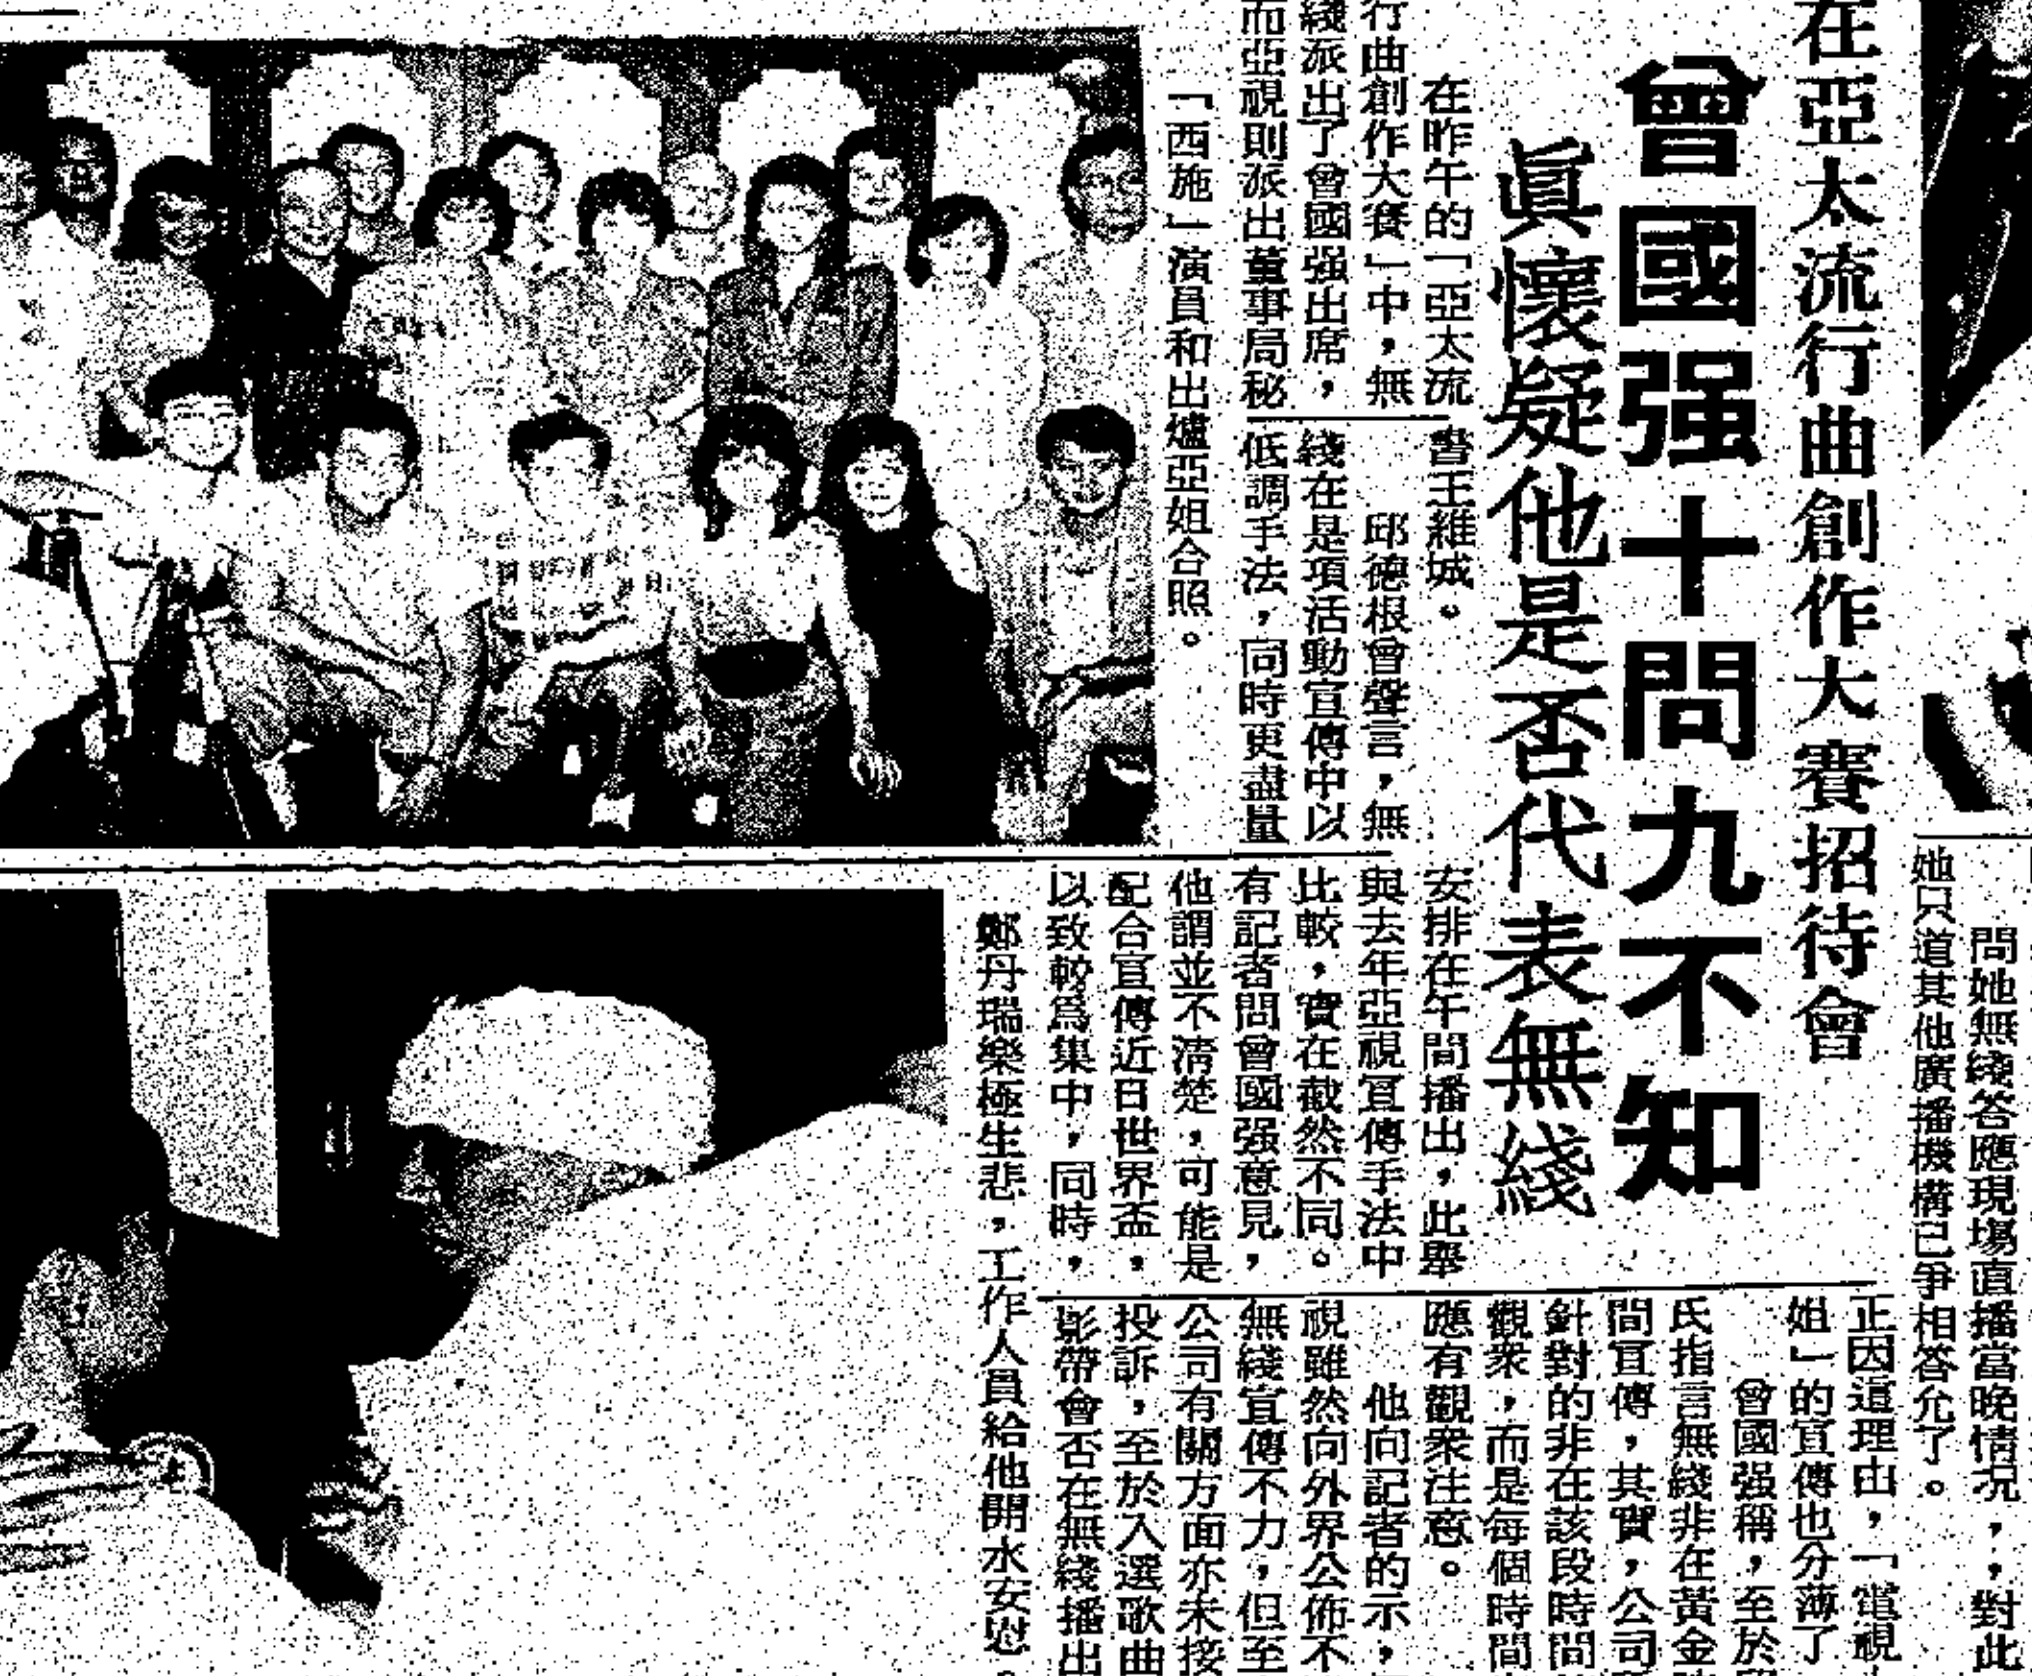 在亞太流行曲創作大賽招待會
曾國强十問九不知
眞懷疑他是否代表無綫
在昨午的「亞太流
行曲創作大賽」中，無
綫派出了曾國强出席，
而亞視則派出董事局秘
書王維城。
邱德根曾聲言，無
綫在是項活動宣傳中以
低調手法，同時更盡量
安排在午間播出，此舉
與去年亞視宣傳手法中
比較，實在截然不同。
有記者問曾國强意見，
他謂並不清楚，可能是
配合宣傳近日世界盃，
以致較爲集中，同時，
正因這理由，「電視
姐」的宣傳也分薄了
曾國强稱，至於
氏指言無綫非在黃金
間宣傳，其實，公司
針對的非在該段時間
觀衆，而是每個時間
應有觀衆注意。
他向記者的示，
視雖然向外界公佈不
無綫宣傳不力，但至
公司有關方面亦未接
投訴，至於入選歌曲
影帶會否在無綫播出
「西施」演員和出爐亞姐合照。
鄭丹瑞樂極生悲，工作人員給他開水安慰。
問她無綫答應現場直播當晚情况，，對此
她只道其他廣播機構已爭相答允了。